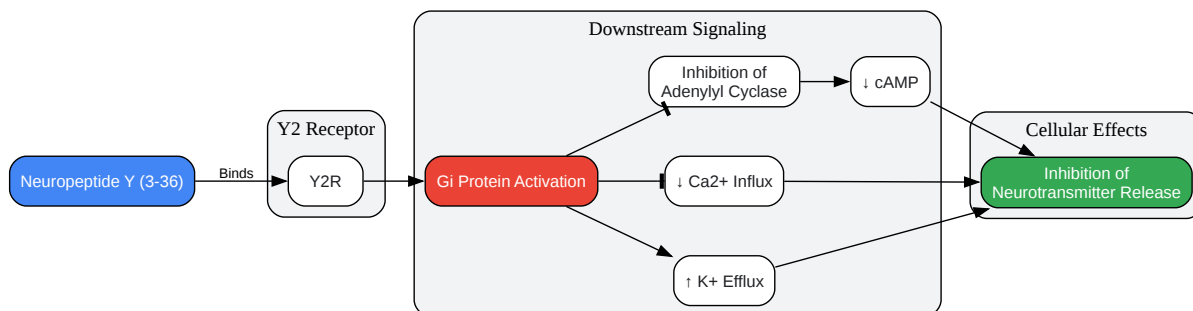 Downstream Signaling
Inhibition of
Adenylyl Cyclase
↓ cAMP
Y2 Receptor
Cellular Effects
Neuropeptide Y (3-36)
Binds
Y2R
Gi Protein Activation
↓ Ca2+ Influx
Inhibition of
Neurotransmitter Release
↑ K+ Efflux